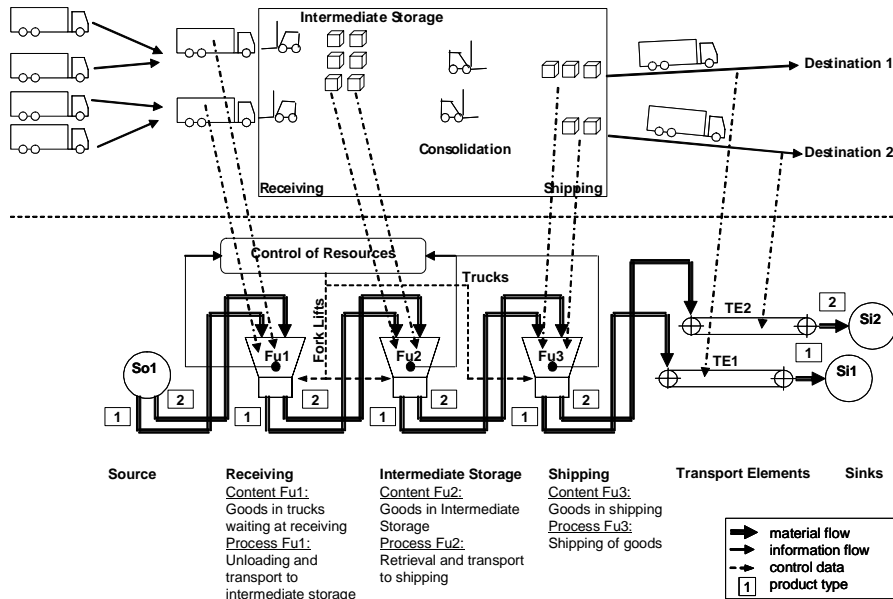 Intermediate Storage
Destination 1
Consolidation
Destination 2
Receiving
Shipping
Control of Resources
Trucks
Fork Lifts
TE2
2
Si2
Fu1
Fu2
Fu3
So1
TE1
1
Si1
2
2
2
1
1
1
1
Source
Receiving
Content Fu1:
Goods in trucks
waiting at receiving
Process Fu1:
Unloading and
transport to
intermediate storage
Intermediate Storage
Content Fu2:
Goods in Intermediate
Storage
Process Fu2:
Retrieval and transport
to shipping
Shipping
Content Fu3:
Goods in shipping
Process Fu3:
Shipping of goods
Transport Elements
Sinks
material flow
information flow
control data
1 product type